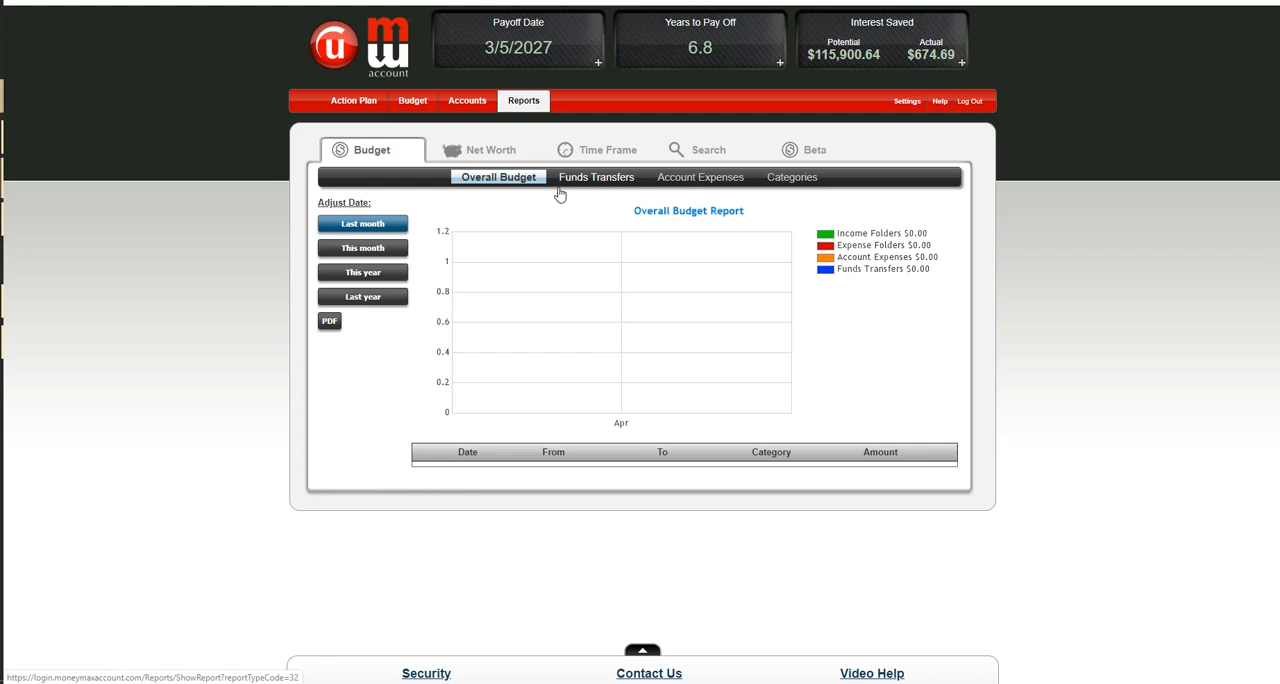 Payoff Date
3/5/2027
+
Years to Pay Off
6.8
+
Interest Saved
Potential
$115,900.64
Actual
$674.69
+
u
m
account
Action Plan
Budget
Accounts
Reports
Settings
Help
Log Out
Budget
Net Worth
Time Frame
Search
Beta
Overall Budget
Funds Transfers
Account Expenses
Categories
Adjust Date:
Last month
This month
This year
Last year
PDF
Overall Budget Report
1.2
1
0.8
0.6
0.4
0.2
0
Apr
Income Folders $0.00
Expense Folders $0.00
Account Expenses $0.00
Funds Transfers $0.00
Date
From
To
Category
Amount
Security
Contact Us
Video Help
https://login.moneymaxaccount.com/Reports/ShowReport?reportTypeCode=32